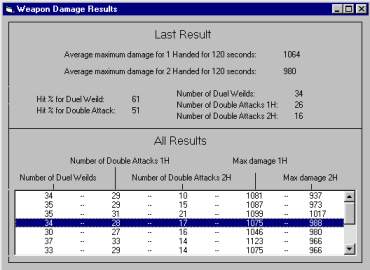 Weapon Damage Results
Last Result
Average maximum damage for 1 Handed for 120 seconds: 1064
Average maximum damage for 2 Handed for 120 seconds: 980
Hit % for Duel Weild: 61
Hit % for Double Attack: 51
Number of Duel Weilds: 34
Number of Double Attacks 1H: 26
Number of Double Attacks 2H: 16
All Results
Number of Double Attacks 1H Max damage 1H
Number of Duel Weilds Number of Double Attacks 2H Max damage 2H
34 -- 29 -- 10 -- 1081 -- 937
35 -- 29 -- 15 -- 1087 -- 973
35 -- 31 -- 21 -- 1099 -- 1017
34 -- 28 -- 17 -- 1075 -- 988
30 -- 27 -- 16 -- 1046 -- 980
37 -- 33 -- 14 -- 1123 -- 966
33 -- 29 -- 14 -- 1075 -- 966